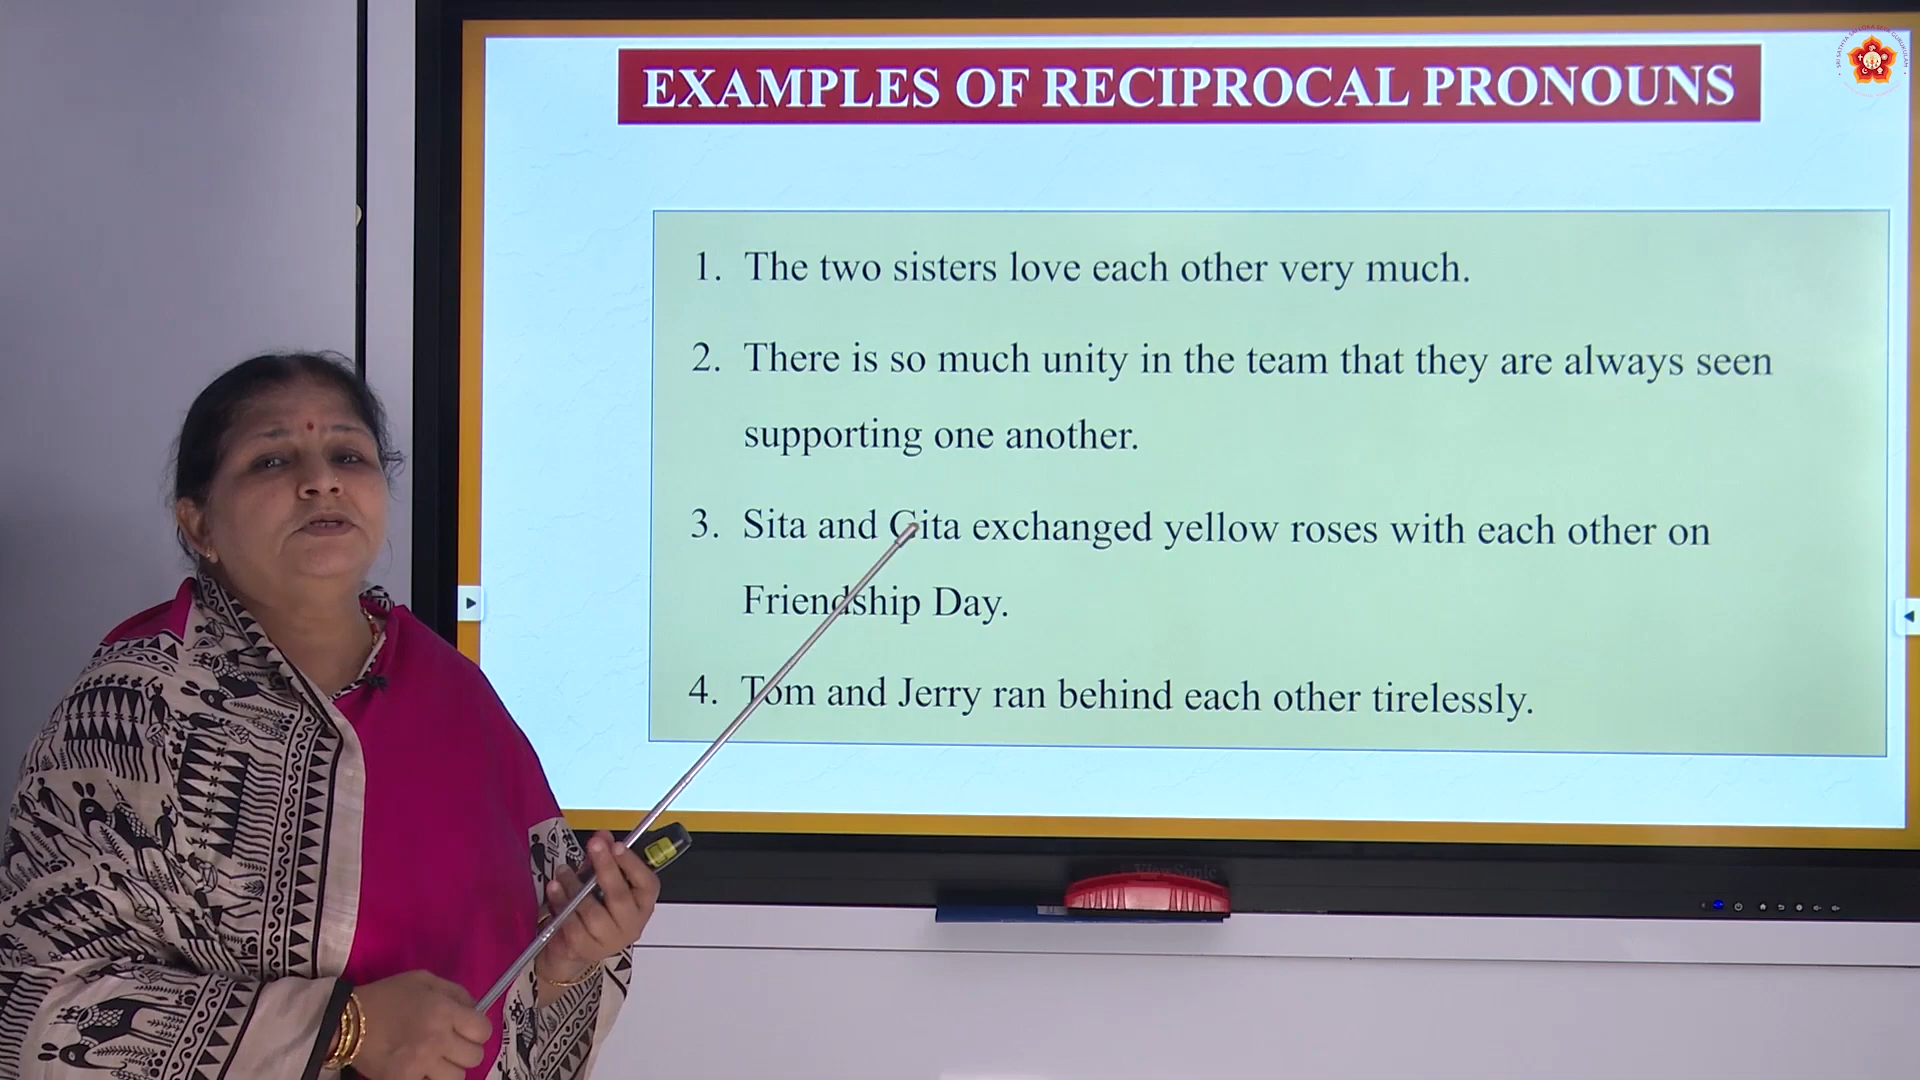 EXAMPLES OF RECIPROCAL PRONOUNS
1. The two sisters love each other very much.
2. There is so much unity in the team that they are always seen
supporting one another.
3. Sita and Gita exchanged yellow roses with each other on
Friendship Day.
4. Tom and Jerry ran behind each other tirelessly.
ViewSonic